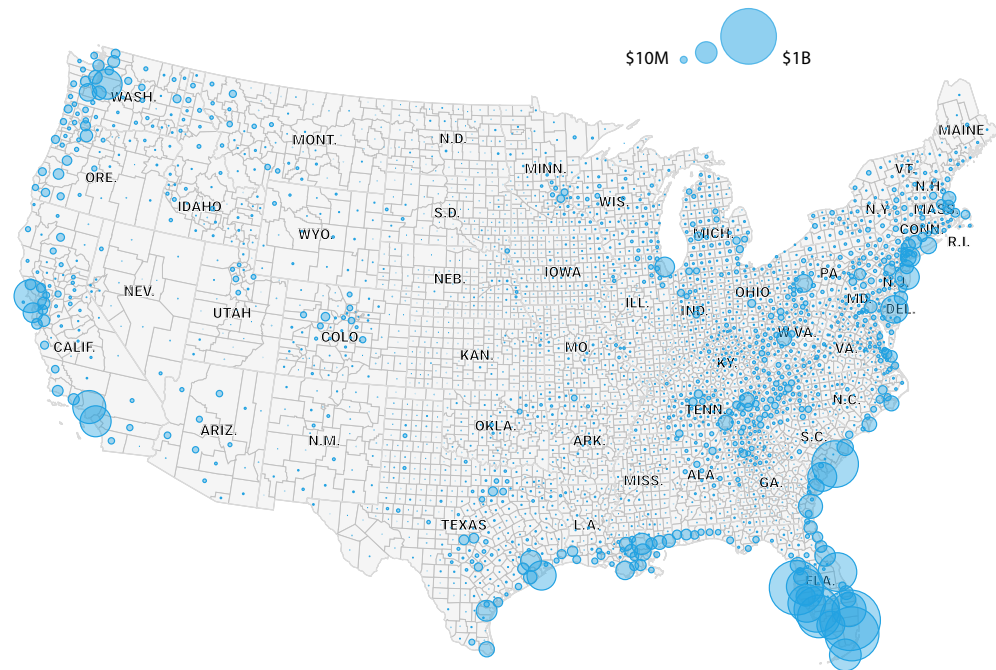 $10M $1B
WASH.
MONT.
N.D.
MAINE
MINN.
VT.
ORE.
N.H.
IDAHO
WIS.
N.Y.
MASS.
S.D.
CONN.
WYO.
MICH.
R.I.
IOWA
PA.
NEB.
N.J.
NEV.
OHIO
MD.
ILL.
IND.
DEL.
UTAH
COLO.
W.VA.
CALIF.
KAN.
MO.
VA.
KY.
N.C.
TENN.
ARIZ.
OKLA.
N.M.
ARK.
S.C.
MISS.
ALA.
GA.
TEXAS
L.A.
FLA.